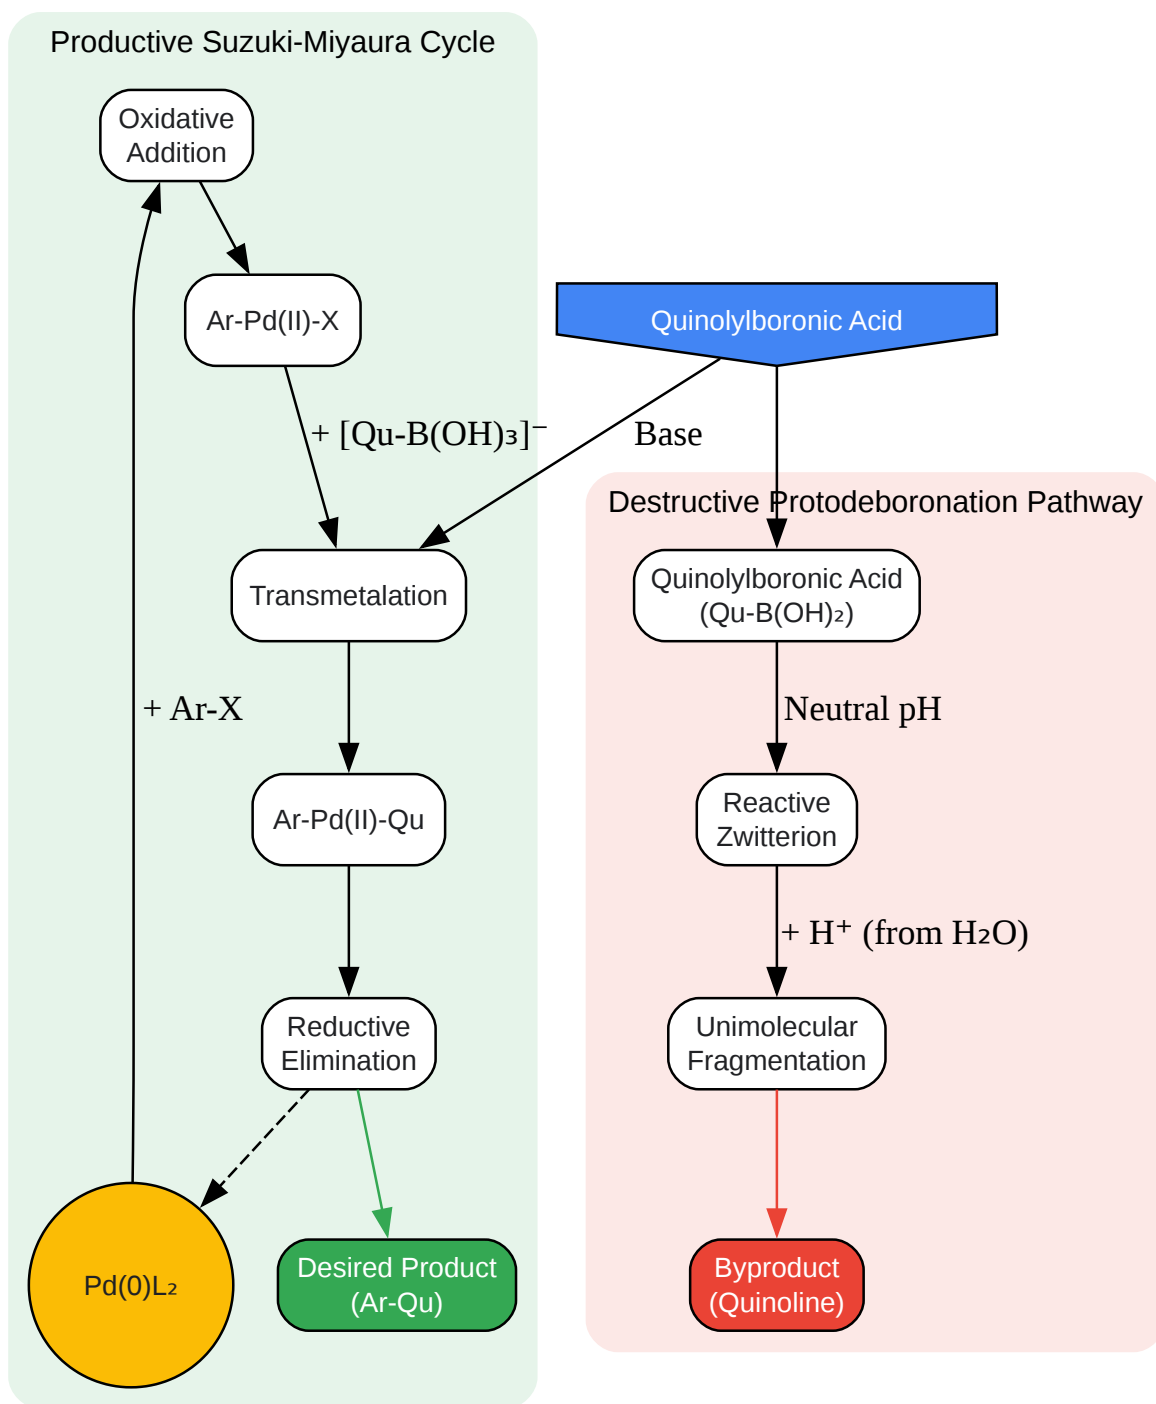 Productive Suzuki-Miyaura Cycle
Oxidative
Addition
Ar-Pd(II)-X
Quinolylboronic Acid
+ [Qu-B(OH)₃]⁻
Base
Destructive Protodeboronation Pathway
Transmetalation
Quinolylboronic Acid
(Qu-B(OH)₂)
+ Ar-X
Neutral pH
Ar-Pd(II)-Qu
Reactive
Zwitterion
+ H⁺ (from H₂O)
Reductive
Elimination
Unimolecular
Fragmentation
Pd(0)L₂
Desired Product
(Ar-Qu)
Byproduct
(Quinoline)